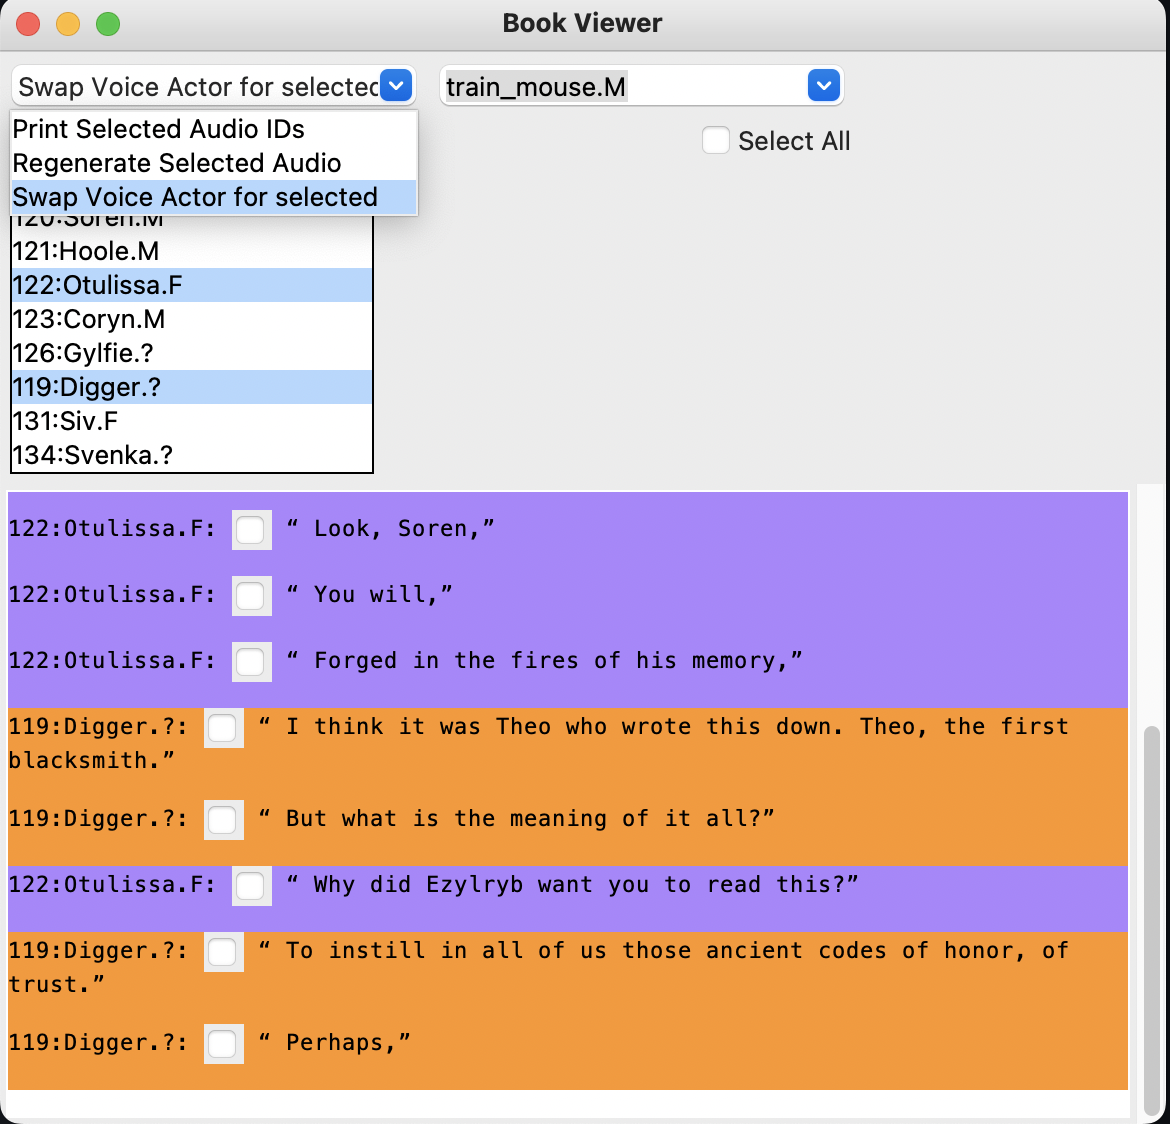 Book Viewer
Swap Voice Actor for selected
train_mouse.M
Print Selected Audio IDs
Regenerate Selected Audio
Swap Voice Actor for selected
Select All
120:Soren.M
121:Hoole.M
122:Otulissa.F
123:Coryn.M
126:Gylfie.?
119:Digger.?
131:Siv.F
134:Svenka.?
122:Otulissa.F: “ Look, Soren,”
122:Otulissa.F: “ You will,”
122:Otulissa.F: “ Forged in the fires of his memory,”
119:Digger.?: “ I think it was Theo who wrote this down. Theo, the first
blacksmith.”
119:Digger.?: “ But what is the meaning of it all?”
122:Otulissa.F: “ Why did Ezylryb want you to read this?”
119:Digger.?: “ To instill in all of us those ancient codes of honor, of
trust.”
119:Digger.?: “ Perhaps,”